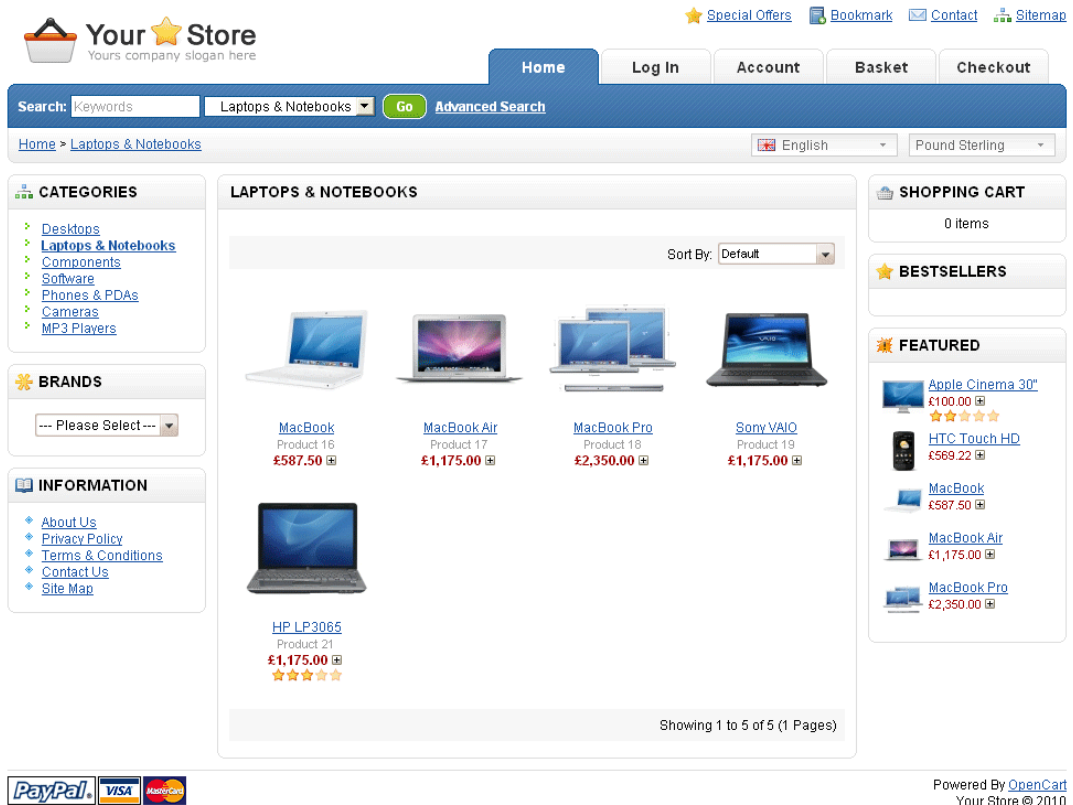 Special Offers Bookmark Contact Sitemap
Your Store
Yours company slogan here
Home Log In Account Basket Checkout
Search: Keywords Laptops & Notebooks Go Advanced Search
Home > Laptops & Notebooks
English Pound Sterling
CATEGORIES
Desktops
Laptops & Notebooks
Components
Software
Phones & PDAs
Cameras
MP3 Players
BRANDS
--- Please Select ---
INFORMATION
About Us
Privacy Policy
Terms & Conditions
Contact Us
Site Map
LAPTOPS & NOTEBOOKS
Sort By: Default
VAIO
MacBook
Product 16
£587.50
MacBook Air
Product 17
£1,175.00
MacBook Pro
Product 18
£2,350.00
Sony VAIO
Product 19
£1,175.00
HP LP3065
Product 21
£1,175.00
Showing 1 to 5 of 5 (1 Pages)
SHOPPING CART
0 items
BESTSELLERS
FEATURED
Apple Cinema 30"
£100.00
HTC Touch HD
£569.22
MacBook
£587.50
MacBook Air
£1,175.00
MacBook Pro
£2,350.00
PayPal VISA MasterCard
Powered By OpenCart
Your Store © 2010